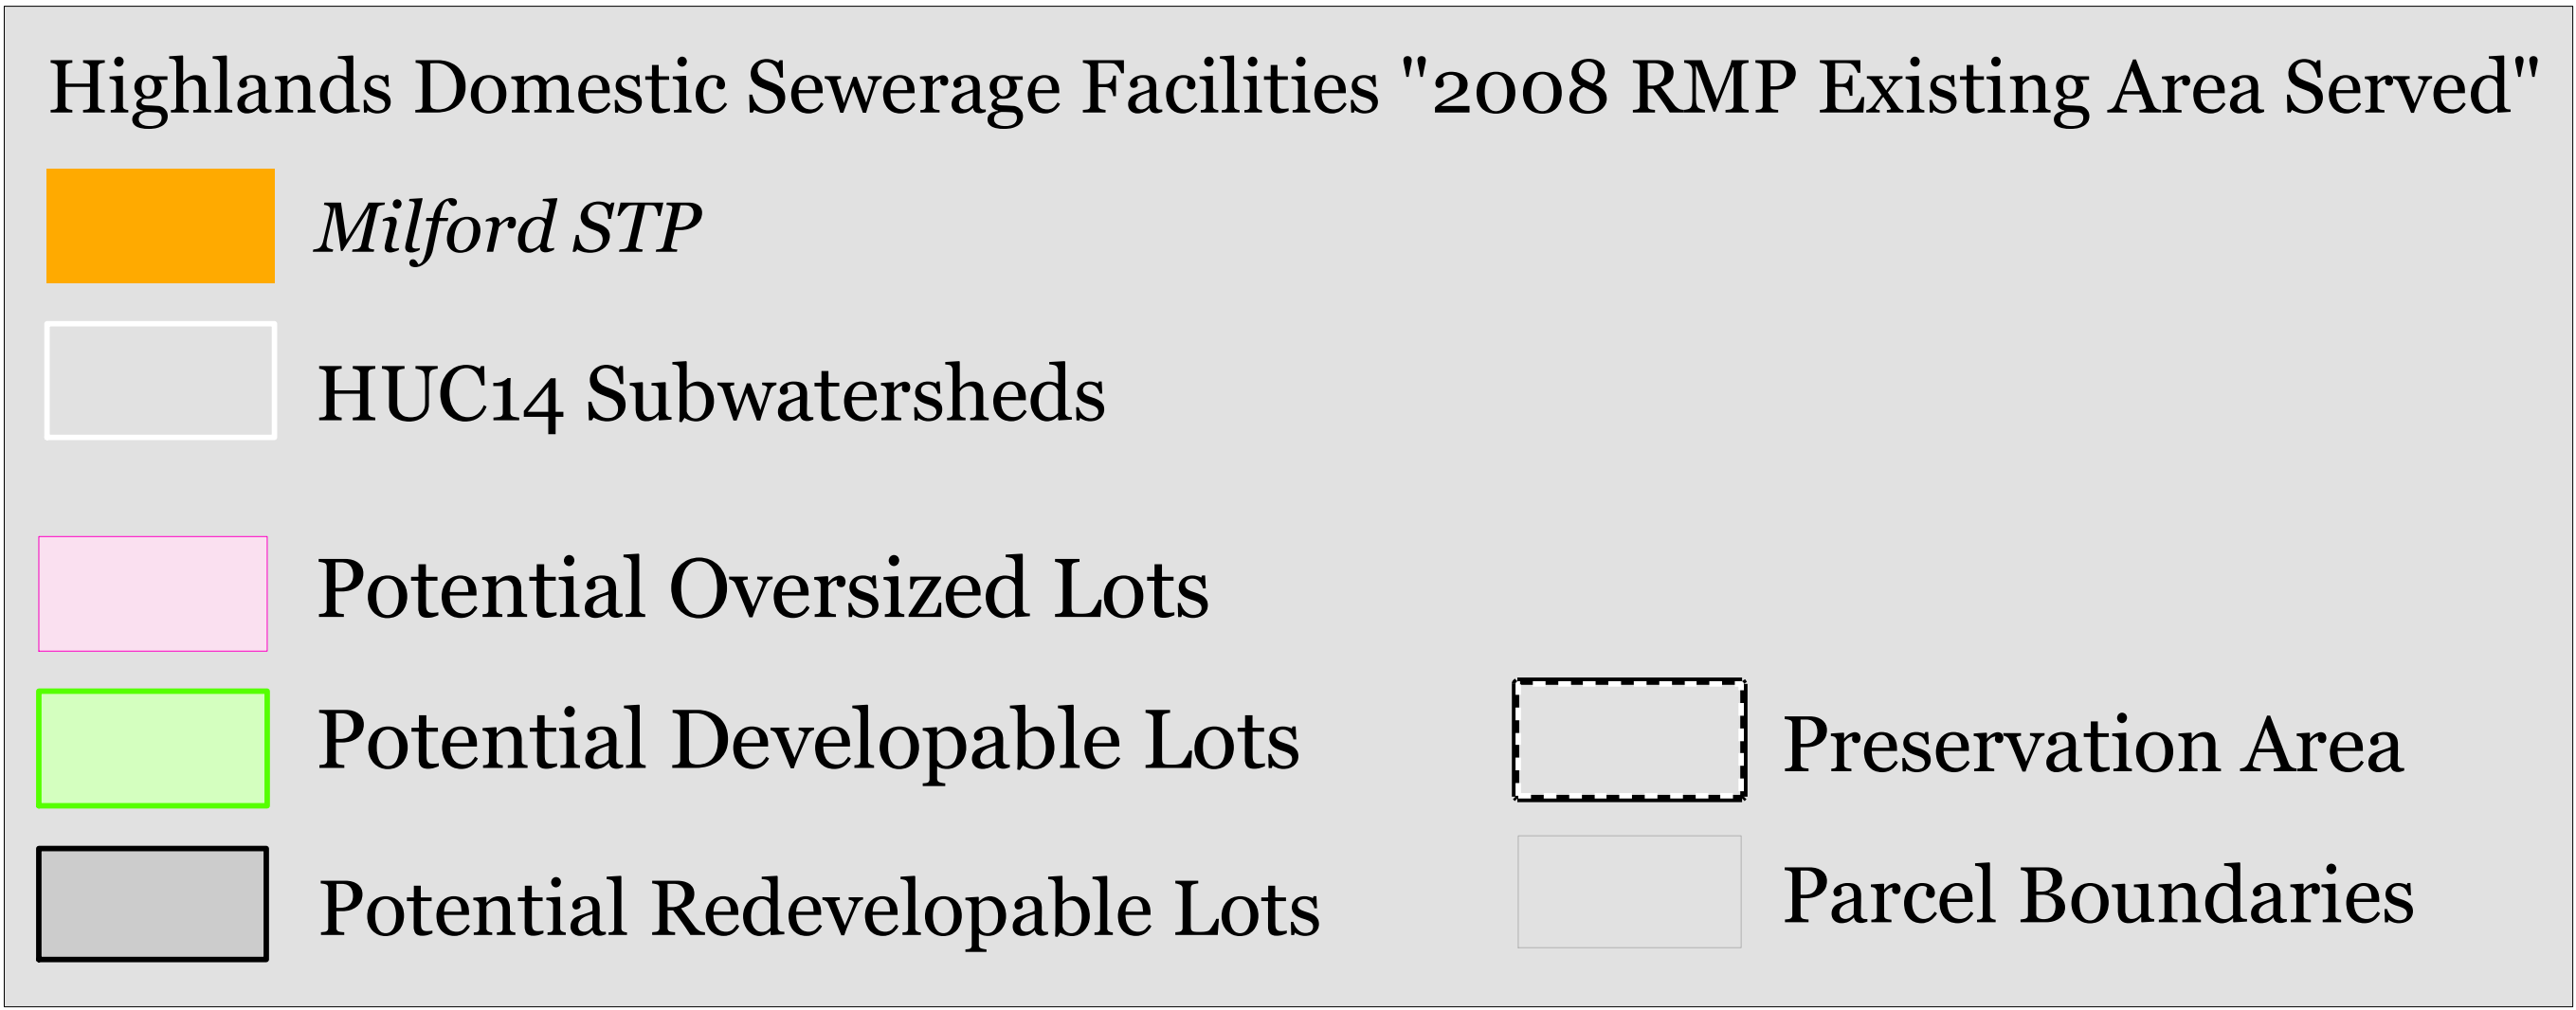 Highlands Domestic Sewerage Facilities "2008 RMP Existing Area Served"
Milford STP
HUC14 Subwatersheds
Potential Oversized Lots
Potential Developable Lots
Preservation Area
Potential Redevelopable Lots
Parcel Boundaries